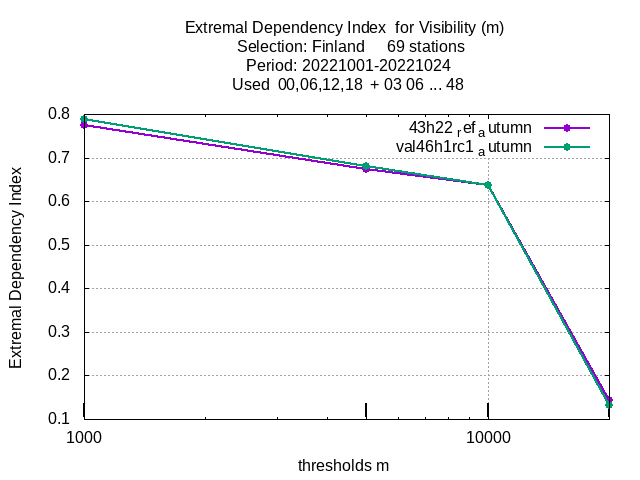 Extremal Dependency Index  for Visibility (m)
Selection: Finland     69 stations
Period: 20221001-20221024
Used  00,06,12,18  + 03 06 ... 48
43h22 ref autumn
val46h1rc1 autumn
Extremal Dependency Index
0.8
0.7
0.6
0.5
0.4
0.3
0.2
0.1
1000
10000
thresholds m